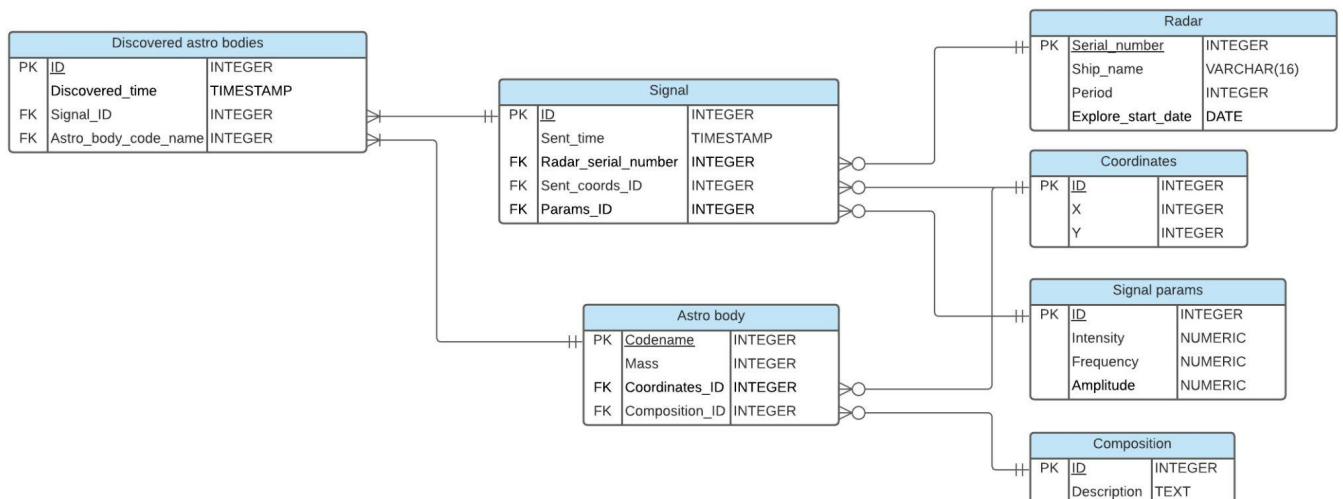 Discovered astro bodies
PK ID INTEGER
Discovered_time TIMESTAMP
FK Signal_ID INTEGER
FK Astro_body_code_name INTEGER
Signal
PK ID INTEGER
Sent_time TIMESTAMP
FK Radar_serial_number INTEGER
FK Sent_coords_ID INTEGER
FK Params_ID INTEGER
Astro body
PK Codename INTEGER
Mass INTEGER
FK Coordinates_ID INTEGER
FK Composition_ID INTEGER
Radar
PK Serial_number INTEGER
Ship_name VARCHAR(16)
Period INTEGER
Explore_start_date DATE
Coordinates
PK ID INTEGER
X INTEGER
Y INTEGER
Signal params
PK ID INTEGER
Intensity NUMERIC
Frequency NUMERIC
Amplitude NUMERIC
Composition
PK ID INTEGER
Description TEXT